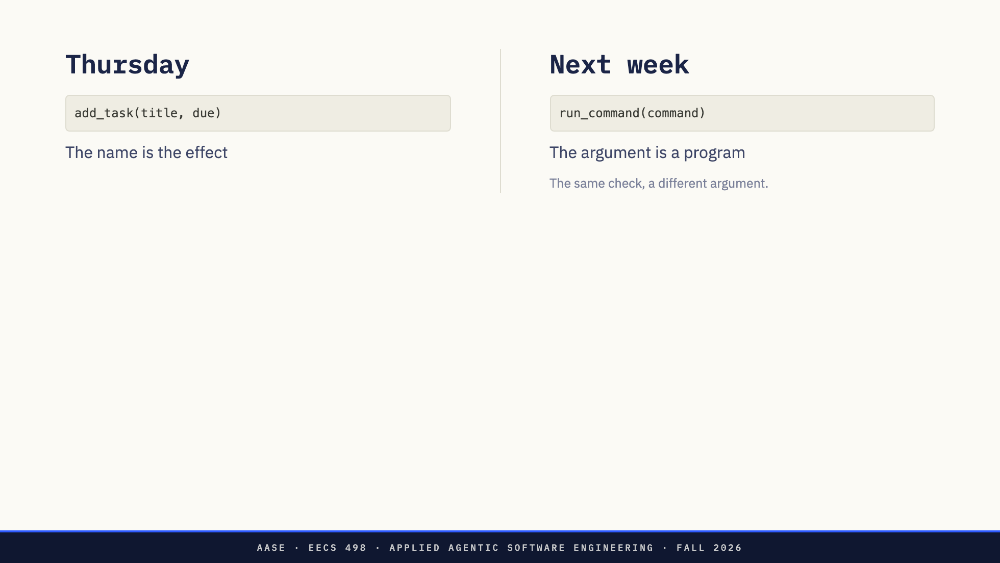 Thursday
add_task(title, due)
The name is the effect
Next week
run_command(command)
The argument is a program
The same check, a different argument.
AASE · EECS 498 · APPLIED AGENTIC SOFTWARE ENGINEERING · FALL 2026